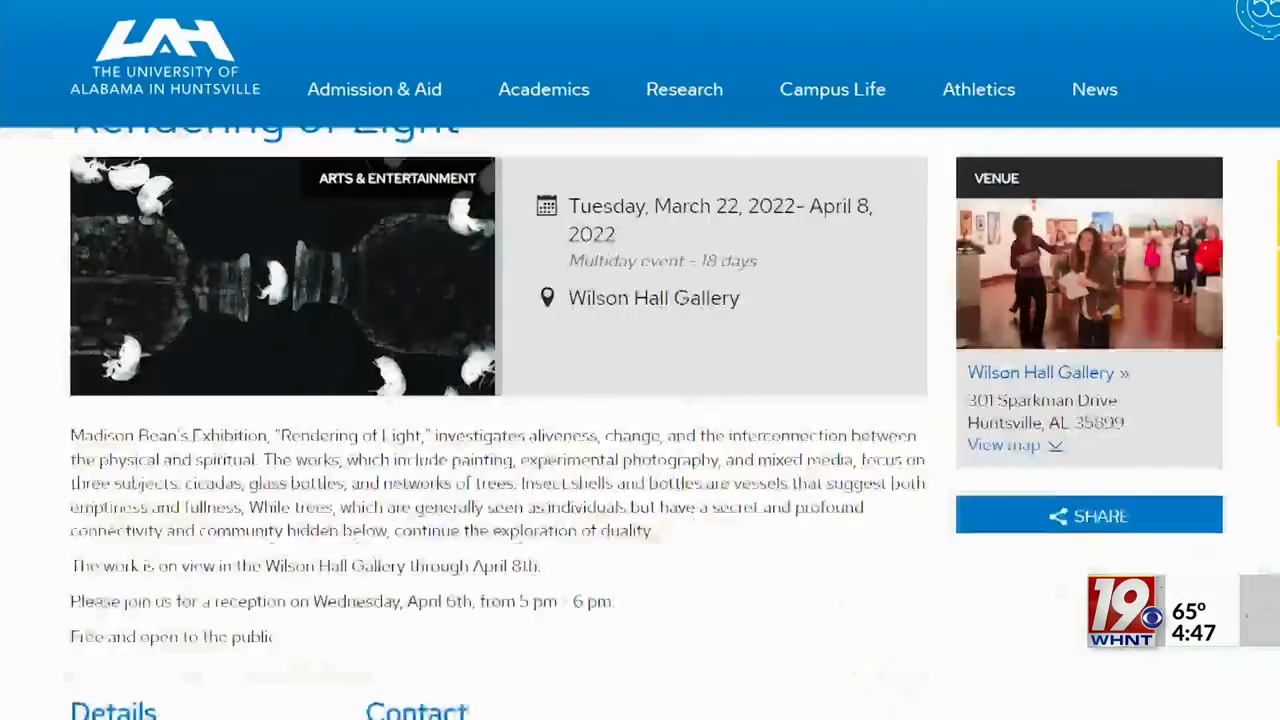 UAH
THE UNIVERSITY OF
ALABAMA IN HUNTSVILLE
Admission & Aid
Academics
Research
Campus Life
Athletics
News
55
Rendering of Light
ARTS & ENTERTAINMENT
Tuesday, March 22, 2022- April 8,
2022
Multiday event - 18 days
Wilson Hall Gallery
VENUE
Wilson Hall Gallery »
301 Sparkman Drive
Huntsville, AL 35899
View map
SHARE
Madison Bean's Exhibition, "Rendering of Light," investigates aliveness, change, and the interconnection between
the physical and spiritual. The works, which include painting, experimental photography, and mixed media, focus on
three subjects: cicadas, glass bottles, and networks of trees. Insect shells and bottles are vessels that suggest both
emptiness and fullness, While trees, which are generally seen as individuals but have a secret and profound
connectivity and community hidden below, continue the exploration of duality.
The work is on view in the Wilson Hall Gallery through April 8th.
Please join us for a reception on Wednesday, April 6th, from 5 pm - 6 pm.
Free and open to the public
Details
Contact
19
WHNT
65°
4:47